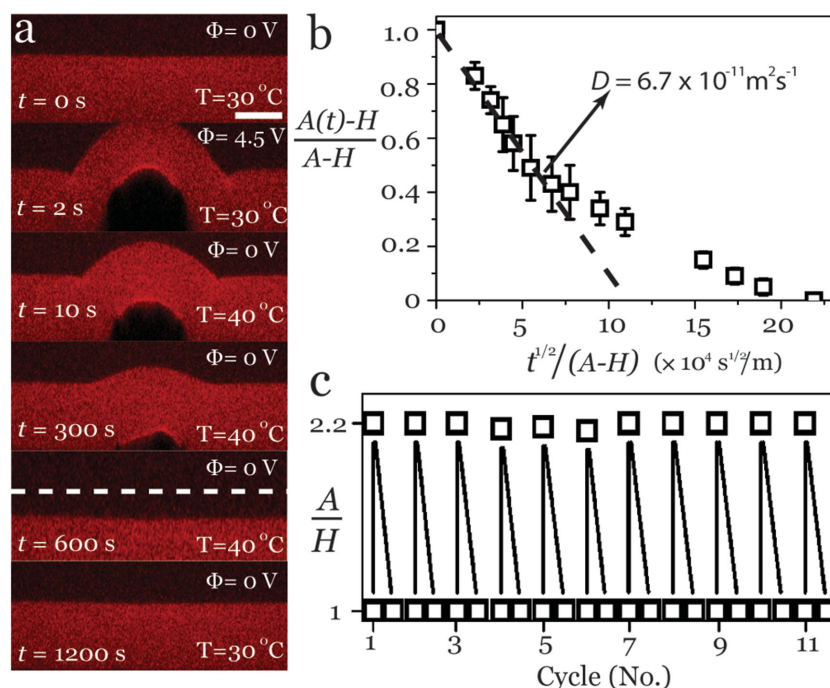 a
Φ= 0 V
t = 0 s
T=30 °C
Φ= 4.5 V
t = 2 s
T=30 °C
Φ= 0 V
t = 10 s
T=40 °C
Φ= 0 V
t = 300 s
T=40 °C
Φ= 0 V
t = 600 s
T=40 °C
Φ= 0 V
t = 1200 s
T=30 °C
b
A(t)-H
A-H
1.0
0.8
0.6
0.4
0.2
0
D = 6.7 x 10⁻¹¹m²s⁻¹
0 5 10 15 20
t^1/2/(A-H) (× 10⁴ s^1/2/m)
c
2.2
A
H
1
1 3 5 7 9 11
Cycle (No.)